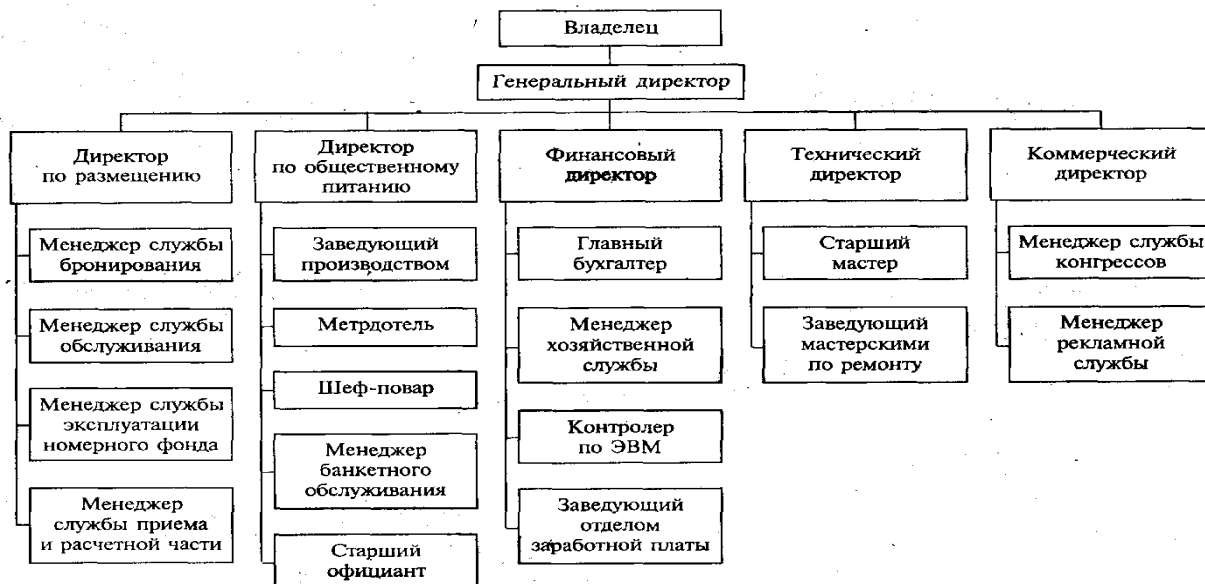 Владелец
Генеральный директор
Директор
по размещению
Менеджер службы
бронирования
Менеджер службы
обслуживания
Менеджер службы
эксплуатации
номерного фонда
Менеджер
службы приема
и расчетной части
Директор
по общественному
питанию
Заведующий
производством
Метрдотель
Шеф-повар
Менеджер
банкетного
обслуживания
Старший
официант
Финансовый
директор
Главный
бухгалтер
Менеджер
хозяйственной
службы
Контролер
по ЭВМ
Заведующий
отделом
заработной платы
Технический
директор
Старший
мастер
Заведующий
мастерскими
по ремонту
Коммерческий
директор
Менеджер службы
конгрессов
Менеджер
рекламной
службы